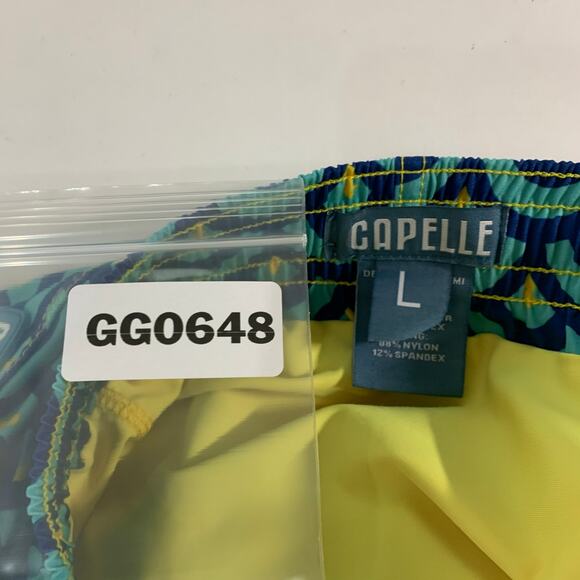 CAPELLE
L
GG0648
88% NYLON
12% SPANDEX